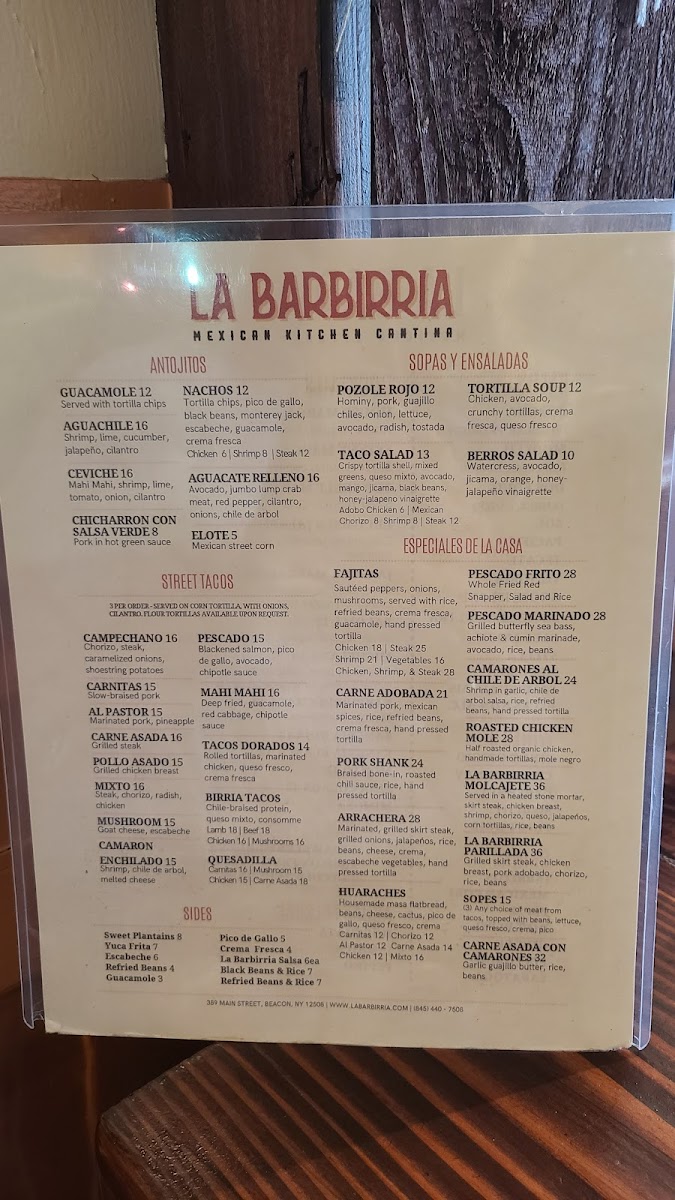 LA BARBIRRIA
MEXICAN KITCHEN CANTINA
ANTOJITOS
GUACAMOLE 12
Served with tortilla chips
AGUACHILE 16
Shrimp, lime, cucumber,
jalapeño, cilantro
CEVICHE 16
Mahi Mahi, shrimp, lime,
tomato, onion, cilantro
CHICHARRON CON
SALSA VERDE 8
Pork in hot green sauce
NACHOS 12
Tortilla chips, pico de gallo,
black beans, monterey jack,
escabeche, guacamole,
crema fresca
Chicken 6 | Shrimp 8 | Steak 12
AGUACATE RELLENO 16
Avocado, jumbo lump crab
meat, red pepper, cilantro,
onions, chile de arbol
ELOTE 5
Mexican street corn
SOPAS Y ENSALADAS
POZOLE ROJO 12
Hominy, pork, guajillo
chiles, onion, lettuce,
avocado, radish, tostada
TACO SALAD 13
Crispy tortilla shell, mixed
greens, queso mixto, avocado,
mango, jicama, black beans,
honey-jalapeno vinaigrette
Adobo Chicken 6 | Mexican
Chorizo 8 Shrimp 8 | Steak 12
TORTILLA SOUP 12
Chicken, avocado,
crunchy tortillas, crema
fresca, queso fresco
BERROS SALAD 10
Watercress, avocado,
jicama, orange, honey-
jalapeño vinaigrette
STREET TACOS
3 PER ORDER - SERVED ON CORN TORTILLA, WITH ONIONS,
CILANTRO. FLOUR TORTILLAS AVAILABLE UPON REQUEST.
CAMPECHANO 16
Chorizo, steak,
caramelized onions,
shoestring potatoes
CARNITAS 15
Slow-braised pork
AL PASTOR 15
Marinated pork, pineapple
CARNE ASADA 16
Grilled steak
POLLO ASADO 15
Grilled chicken breast
MIXTO 16
Steak, chorizo, radish,
chicken
MUSHROOM 15
Goat cheese, escabeche
CAMARON
ENCHILADO 15
Shrimp, chile de arbol,
melted cheese
PESCADO 15
Blackened salmon, pico
de gallo, avocado,
chipotle sauce
MAHI MAHI 16
Deep fried, guacamole,
red cabbage, chipotle
sauce
TACOS DORADOS 14
Rolled tortillas, marinated
chicken, queso fresco,
crema fresca
BIRRIA TACOS
Chile-braised protein,
queso mixto, consomme
Lamb 18 | Beef 18
Chicken 16 | Mushrooms 16
QUESADILLA
Carnitas 16 | Mushroom 15
Chicken 15 | Carne Asada 18
SIDES
Sweet Plantains 8
Yuca Frita 7
Escabeche 6
Refried Beans 4
Guacamole 3
Pico de Gallo 5
Crema Fresca 4
La Barbirria Salsa 6ea
Black Beans & Rice 7
Refried Beans & Rice 7
ESPECIALES DE LA CASA
FAJITAS
Sautéed peppers, onions,
mushrooms, served with rice,
refried beans, crema fresca,
guacamole, hand pressed
tortilla
Chicken 18 | Steak 25
Shrimp 21 | Vegetables 16
Chicken, Shrimp, & Steak 28
CARNE ADOBADA 21
Marinated pork, mexican
spices, rice, refried beans,
crema fresca, hand pressed
tortilla
PORK SHANK 24
Braised bone-in, roasted
chili sauce, rice, hand
pressed tortilla
ARRACHERA 28
Marinated, grilled skirt steak,
grilled onions, jalapeños, rice,
beans, cheese, crema,
escabeche vegetables, hand
pressed tortilla
HUARACHES
Housemade masa flatbread,
beans, cheese, cactus, pico de
gallo, queso fresco, crema
Carnitas 12 | Chorizo 12
Al Pastor 12 Carne Asada 14
Chicken 12 | Mixto 16
PESCADO FRITO 28
Whole Fried Red
Snapper, Salad and Rice
PESCADO MARINADO 28
Grilled butterfly sea bass,
achiote & cumin marinade,
avocado, rice, beans
CAMARONES AL
CHILE DE ARBOL 24
Shrimp in garlic, chile de
arbol salsa, rice, refried
beans, hand pressed tortilla
ROASTED CHICKEN
MOLE 28
Half roasted organic chicken,
handmade tortillas, mole negro
LA BARBIRRIA
MOLCAJETE 36
Served in a heated stone mortar,
skirt steak, chicken breast,
shrimp, chorizo, queso, jalapeños,
corn tortillas, rice, beans
LA BARBIRRIA
PARILLADA 36
Grilled skirt steak, chicken
breast, pork adobado, chorizo,
rice, beans
SOPES 15
(3) Any choice of meat from
tacos, topped with beans, lettuce,
queso fresco, crema, pico
CARNE ASADA CON
CAMARONES 32
Garlic guajillo butter, rice,
beans
389 MAIN STREET, BEACON, NY 12508 | WWW.LABARBIRRIA.COM | (845) 440 - 7608